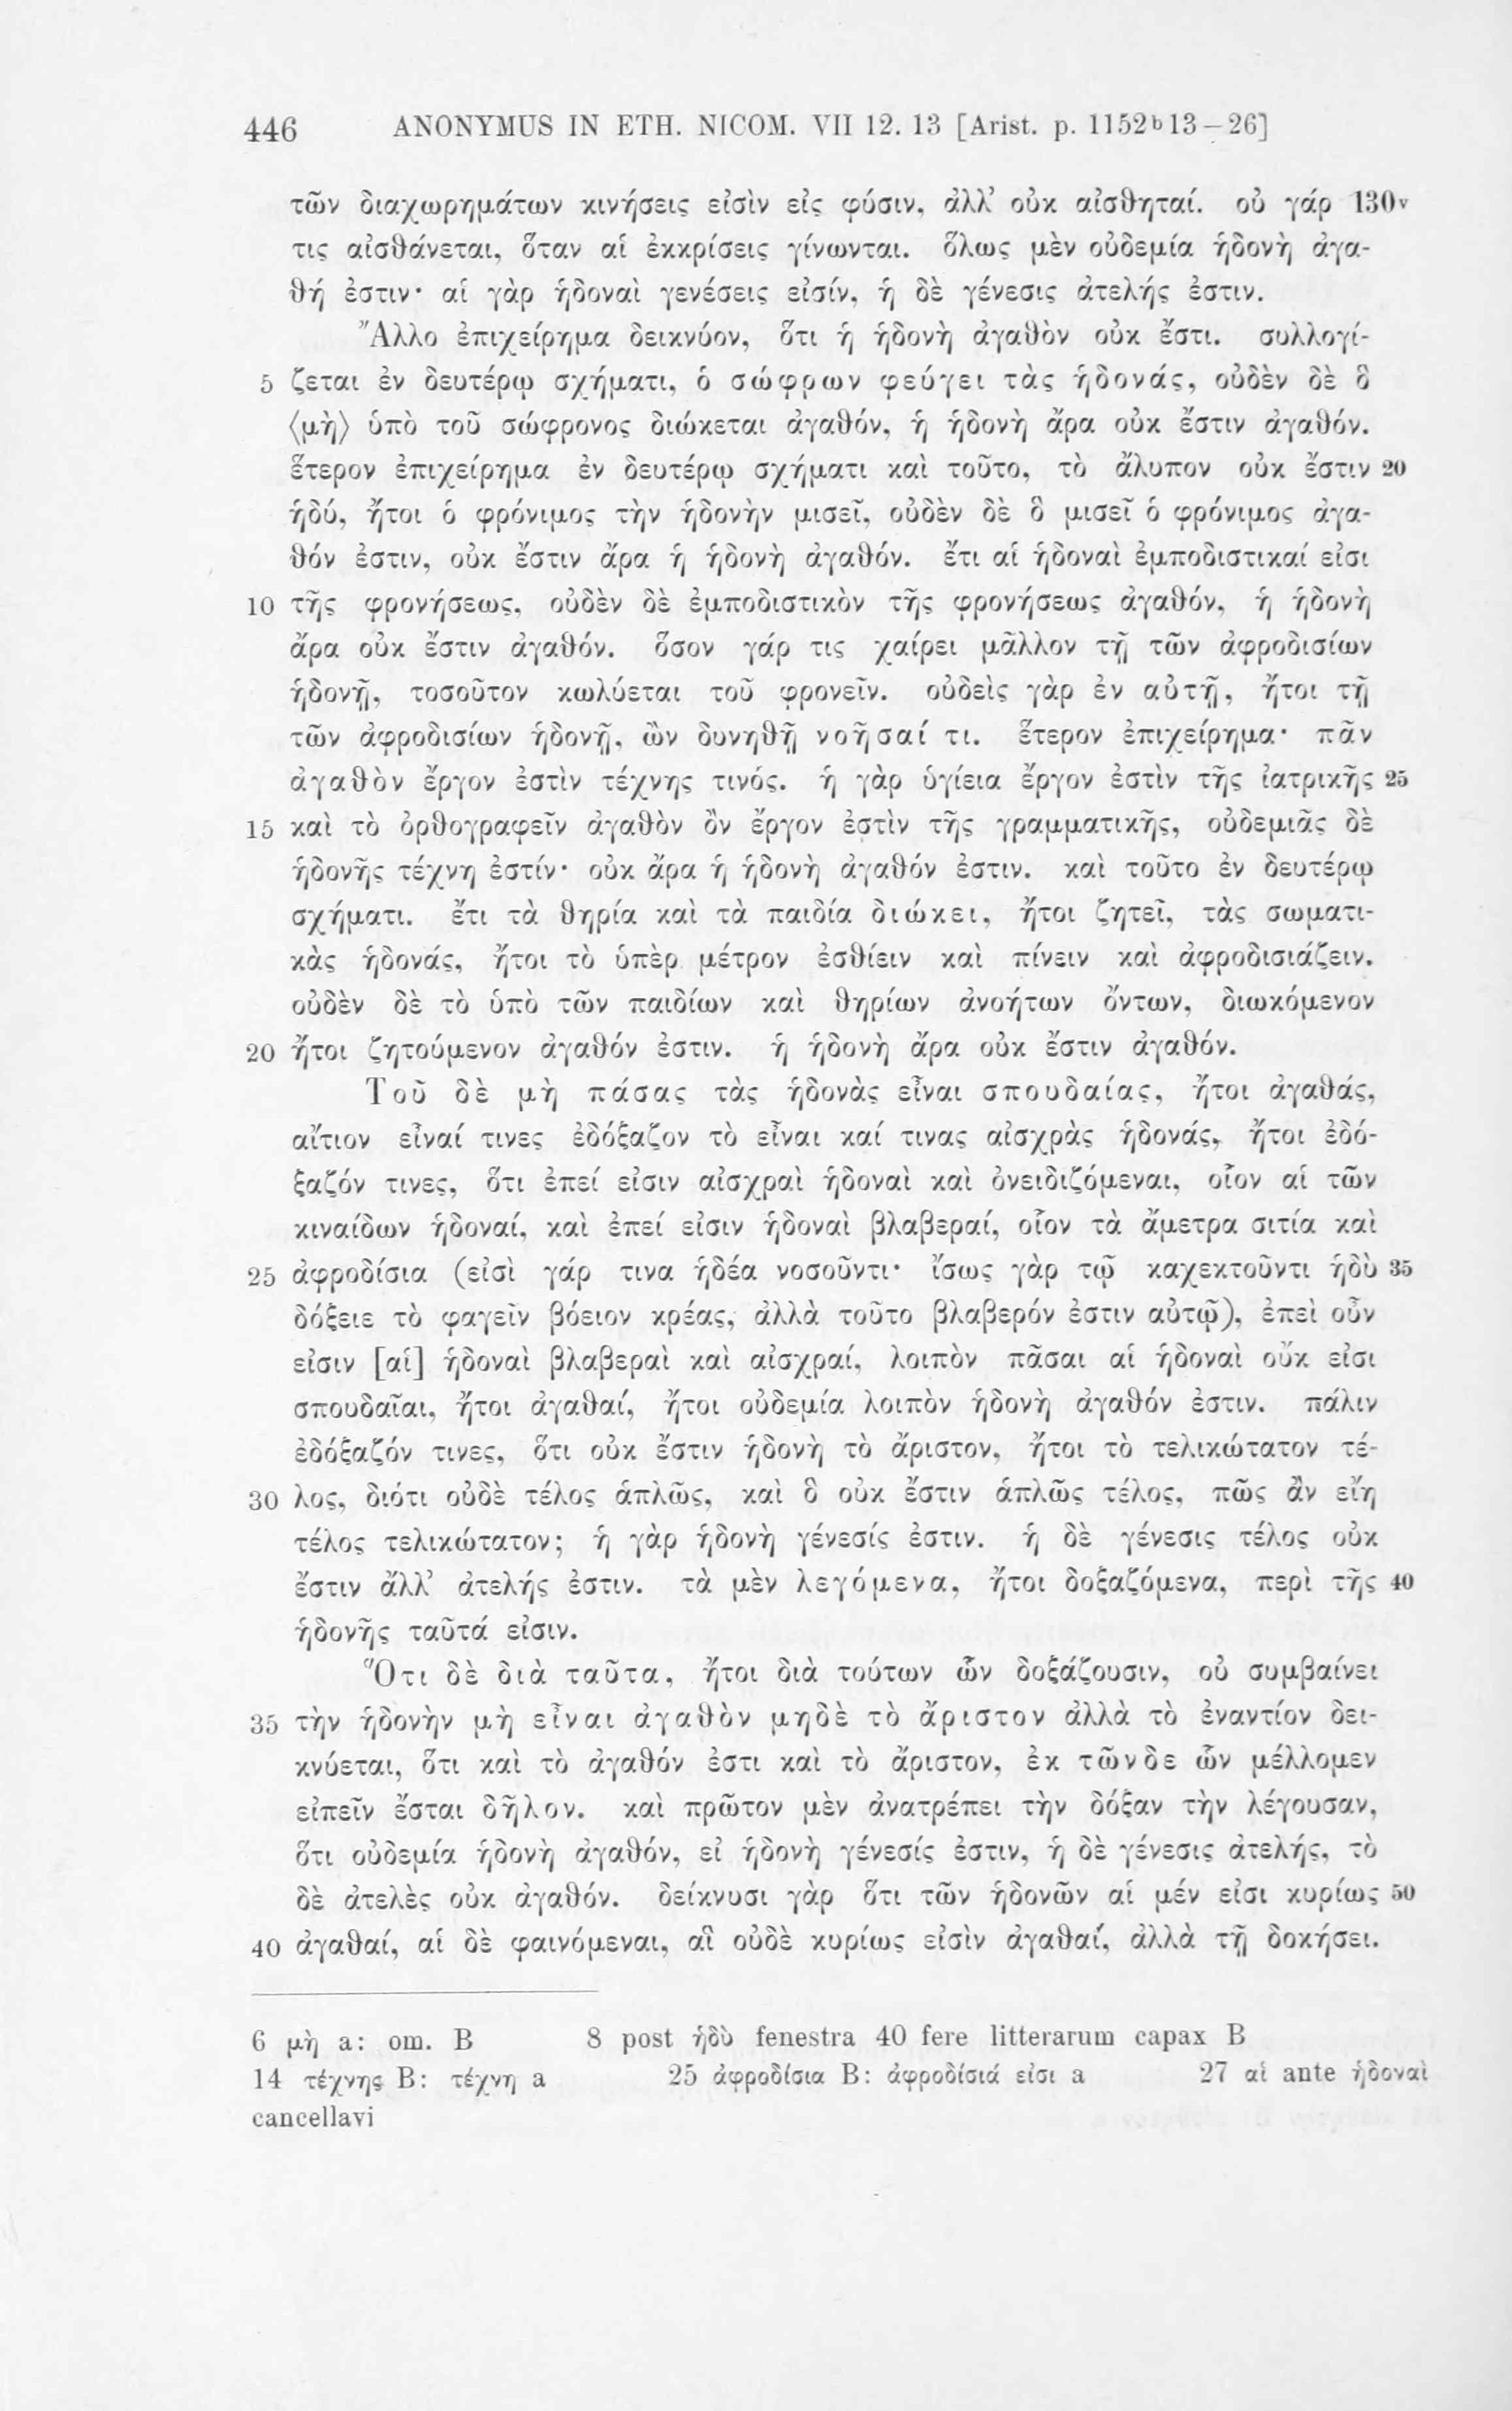 446 ANONYMUS IN ETH. NICOM. VII 12. 13 [Arist. p. 1152ᵇ13–26]
τῶν διαχωρημάτων κινήσεις εἰσὶν εἰς φύσιν, ἀλλ’ οὐκ αἰσθηταί. οὐ γάρ 130ᵛ
τις αἰσθάνεται, ὅταν αἱ ἐκκρίσεις γίνωνται. ὅλως μὲν οὐδεμία ἡδονὴ ἀγα-
θή ἐστιν· αἱ γὰρ ἡδοναὶ γενέσεις εἰσίν, ἡ δὲ γένεσις ἀτελής ἐστιν.
Ἄλλο ἐπιχείρημα δεικνύον, ὅτι ἡ ἡδονὴ ἀγαθὸν οὐκ ἔστι. συλλογί-
5 ζεται ἐν δευτέρῳ σχήματι, ὁ σώφρων φεύγει τὰς ἡδονάς, οὐδὲν δὲ ὃ
⟨μὴ⟩ ὑπὸ τοῦ σώφρονος διώκεται ἀγαθόν, ἡ ἡδονὴ ἄρα οὐκ ἔστιν ἀγαθόν.
ἕτερον ἐπιχείρημα ἐν δευτέρῳ σχήματι καὶ τοῦτο, τὸ ἄλυπον οὐκ ἔστιν 20
ἡδύ, ἤτοι ὁ φρόνιμος τὴν ἡδονὴν μισεῖ, οὐδὲν δὲ ὃ μισεῖ ὁ φρόνιμος ἀγα-
θόν ἐστιν, οὐκ ἔστιν ἄρα ἡ ἡδονὴ ἀγαθόν. ἔτι αἱ ἡδοναὶ ἐμποδιστικαί εἰσι
10 τῆς φρονήσεως, οὐδὲν δὲ ἐμποδιστικὸν τῆς φρονήσεως ἀγαθόν, ἡ ἡδονὴ
ἄρα οὐκ ἔστιν ἀγαθόν. ὅσον γάρ τις χαίρει μᾶλλον τῇ τῶν ἀφροδισίων
ἡδονῇ, τοσοῦτον κωλύεται τοῦ φρονεῖν. οὐδεὶς γὰρ ἐν αὐτῇ, ἤτοι τῇ
τῶν ἀφροδισίων ἡδονῇ, ὢν δυνηθῇ νοῆσαί τι. ἕτερον ἐπιχείρημα· πᾶν
ἀγαθὸν ἔργον ἐστὶν τέχνης τινός. ἡ γὰρ ὑγίεια ἔργον ἐστὶν τῆς ἰατρικῆς 25
15 καὶ τὸ ὀρθογραφεῖν ἀγαθὸν ὂν ἔργον ἐστὶν τῆς γραμματικῆς, οὐδεμιᾶς δὲ
ἡδονῆς τέχνη ἐστίν· οὐκ ἄρα ἡ ἡδονὴ ἀγαθόν ἐστιν. καὶ τοῦτο ἐν δευτέρῳ
σχήματι. ἔτι τὰ θηρία καὶ τὰ παιδία διώκει, ἤτοι ζητεῖ, τὰς σωματι-
κὰς ἡδονάς, ἤτοι τὸ ὑπὲρ μέτρον ἐσθίειν καὶ πίνειν καὶ ἀφροδισιάζειν.
οὐδὲν δὲ τὸ ὑπὸ τῶν παιδίων καὶ θηρίων ἀνοήτων ὄντων, διωκόμενον
20 ἤτοι ζητούμενον ἀγαθόν ἐστιν. ἡ ἡδονὴ ἄρα οὐκ ἔστιν ἀγαθόν.
Τοῦ δὲ μὴ πάσας τὰς ἡδονὰς εἶναι σπουδαίας, ἤτοι ἀγαθάς,
αἴτιον εἶναί τινες ἐδόξαζον τὸ εἶναι καί τινας αἰσχρὰς ἡδονάς, ἤτοι ἐδό-
ξαζόν τινες, ὅτι ἐπεί εἰσιν αἰσχραὶ ἡδοναὶ καὶ ὀνειδιζόμεναι, οἷον αἱ τῶν
κιναίδων ἡδοναί, καὶ ἐπεί εἰσιν ἡδοναὶ βλαβεραί, οἷον τὰ ἄμετρα σιτία καὶ
25 ἀφροδίσια (εἰσὶ γάρ τινα ἡδέα νοσοῦντι· ἴσως γὰρ τῷ καχεκτοῦντι ἡδὺ 35
δόξειε τὸ φαγεῖν βόειον κρέας, ἀλλὰ τοῦτο βλαβερόν ἐστιν αὐτῷ), ἐπεὶ οὖν
εἰσιν [αἱ] ἡδοναὶ βλαβεραὶ καὶ αἰσχραί, λοιπὸν πᾶσαι αἱ ἡδοναὶ οὔκ εἰσι
σπουδαῖαι, ἤτοι ἀγαθαί, ἤτοι οὐδεμία λοιπὸν ἡδονὴ ἀγαθόν ἐστιν. πάλιν
ἐδόξαζόν τινες, ὅτι οὐκ ἔστιν ἡδονὴ τὸ ἄριστον, ἤτοι τὸ τελικώτατον τέ-
30 λος, διότι οὐδὲ τέλος ἁπλῶς, καὶ ὃ οὐκ ἔστιν ἁπλῶς τέλος, πῶς ἂν εἴη
τέλος τελικώτατον; ἡ γὰρ ἡδονὴ γένεσίς ἐστιν. ἡ δὲ γένεσις τέλος οὐκ
ἔστιν ἄλλ’ ἀτελής ἐστιν. τὰ μὲν λεγόμενα, ἤτοι δοξαζόμενα, περὶ τῆς 40
ἡδονῆς ταῦτά εἰσιν.
Ὅτι δὲ διὰ ταῦτα, ἤτοι διὰ τούτων ὧν δοξάζουσιν, οὐ συμβαίνει
35 τὴν ἡδονὴν μὴ εἶναι ἀγαθὸν μηδὲ τὸ ἄριστον ἀλλὰ τὸ ἐναντίον δει-
κνύεται, ὅτι καὶ τὸ ἀγαθόν ἐστι καὶ τὸ ἄριστον, ἐκ τῶνδε ὧν μέλλομεν
εἰπεῖν ἔσται δῆλον. καὶ πρῶτον μὲν ἀνατρέπει τὴν δόξαν τὴν λέγουσαν,
ὅτι οὐδεμία ἡδονὴ ἀγαθόν, εἰ ἡδονὴ γένεσίς ἐστιν, ἡ δὲ γένεσις ἀτελής, τὸ
δὲ ἀτελὲς οὐκ ἀγαθόν. δείκνυσι γὰρ ὅτι τῶν ἡδονῶν αἱ μέν εἰσι κυρίως 50
40 ἀγαθαί, αἱ δὲ φαινόμεναι, αἳ οὐδὲ κυρίως εἰσὶν ἀγαθαί, ἀλλὰ τῇ δοκήσει.
6 μὴ a: om. B 8 post ἡδὺ fenestra 40 fere litterarum capax B
14 τέχνης B: τέχνη a 25 ἀφροδίσια B: ἀφροδίσιά εἰσι a 27 αἱ ante ἡδοναὶ
cancellavi